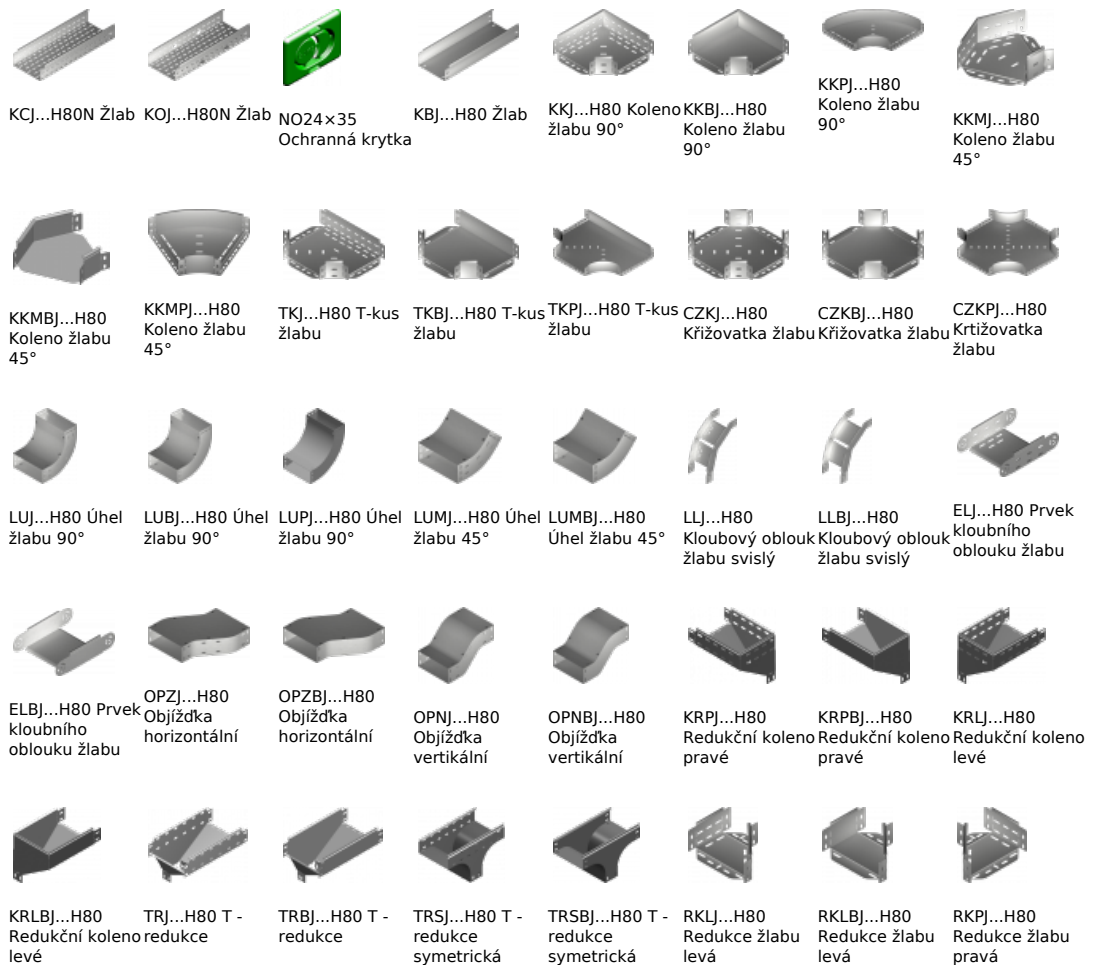 KCJ...H80N Žlab
KOJ...H80N Žlab
NO24×35
Ochranná krytka
KBJ...H80 Žlab
KKJ...H80 Koleno
žlabu 90°
KKBJ...H80
Koleno žlabu
90°
KKPJ...H80
Koleno žlabu
90°
KKMJ...H80
Koleno žlabu
45°
KKMBJ...H80
Koleno žlabu
45°
KKMPJ...H80
Koleno žlabu
45°
TKJ...H80 T-kus
žlabu
TKBJ...H80 T-kus
žlabu
TKPJ...H80 T-kus
žlabu
CZKJ...H80
Křižovatka žlabu
CZKBJ...H80
Křižovatka žlabu
CZKPJ...H80
Krtižovatka
žlabu
LUJ...H80 Úhel
žlabu 90°
LUBJ...H80 Úhel
žlabu 90°
LUPJ...H80 Úhel
žlabu 90°
LUMJ...H80 Úhel
žlabu 45°
LUMBJ...H80
Úhel žlabu 45°
LLJ...H80
Kloubový oblouk
žlabu svislý
LLBJ...H80
Kloubový oblouk
žlabu svislý
ELJ...H80 Prvek
kloubního
oblouku žlabu
ELBJ...H80 Prvek
kloubního
oblouku žlabu
OPZJ...H80
Objížďka
horizontální
OPZBJ...H80
Objížďka
horizontální
OPNJ...H80
Objížďka
vertikální
OPNBJ...H80
Objížďka
vertikální
KRPJ...H80
Redukční koleno
pravé
KRPBJ...H80
Redukční koleno
pravé
KRLJ...H80
Redukční koleno
levé
KRLBJ...H80
Redukční koleno
levé
TRJ...H80 T -
redukce
TRBJ...H80 T -
redukce
TRSJ...H80 T -
redukce
symetrická
TRSBJ...H80 T -
redukce
symetrická
RKLJ...H80
Redukce žlabu
levá
RKLBJ...H80
Redukce žlabu
levá
RKPJ...H80
Redukce žlabu
pravá